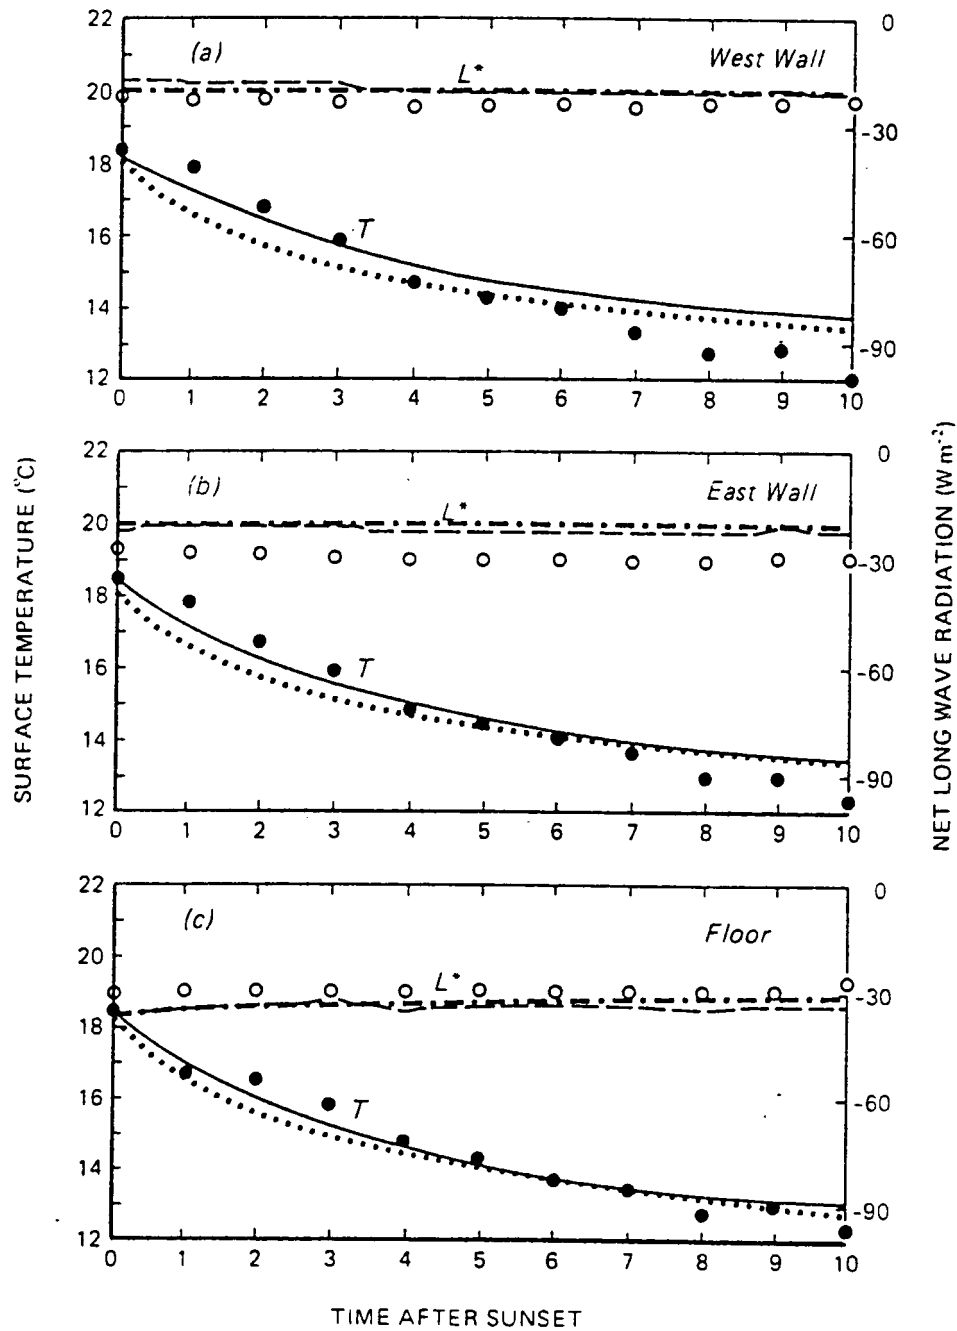 22
20
18
16
14
12
(a)
West Wall
L*
T
0
-30
-60
-90
0 1 2 3 4 5 6 7 8 9 10
22
20
18
16
14
12
(b)
East Wall
L*
T
0
-30
-60
-90
0 1 2 3 4 5 6 7 8 9 10
22
20
18
16
14
12
(c)
Floor
L*
T
0
-30
-60
-90
0 1 2 3 4 5 6 7 8 9 10
SURFACE TEMPERATURE (°C)
NET LONG WAVE RADIATION (W m⁻²)
TIME AFTER SUNSET